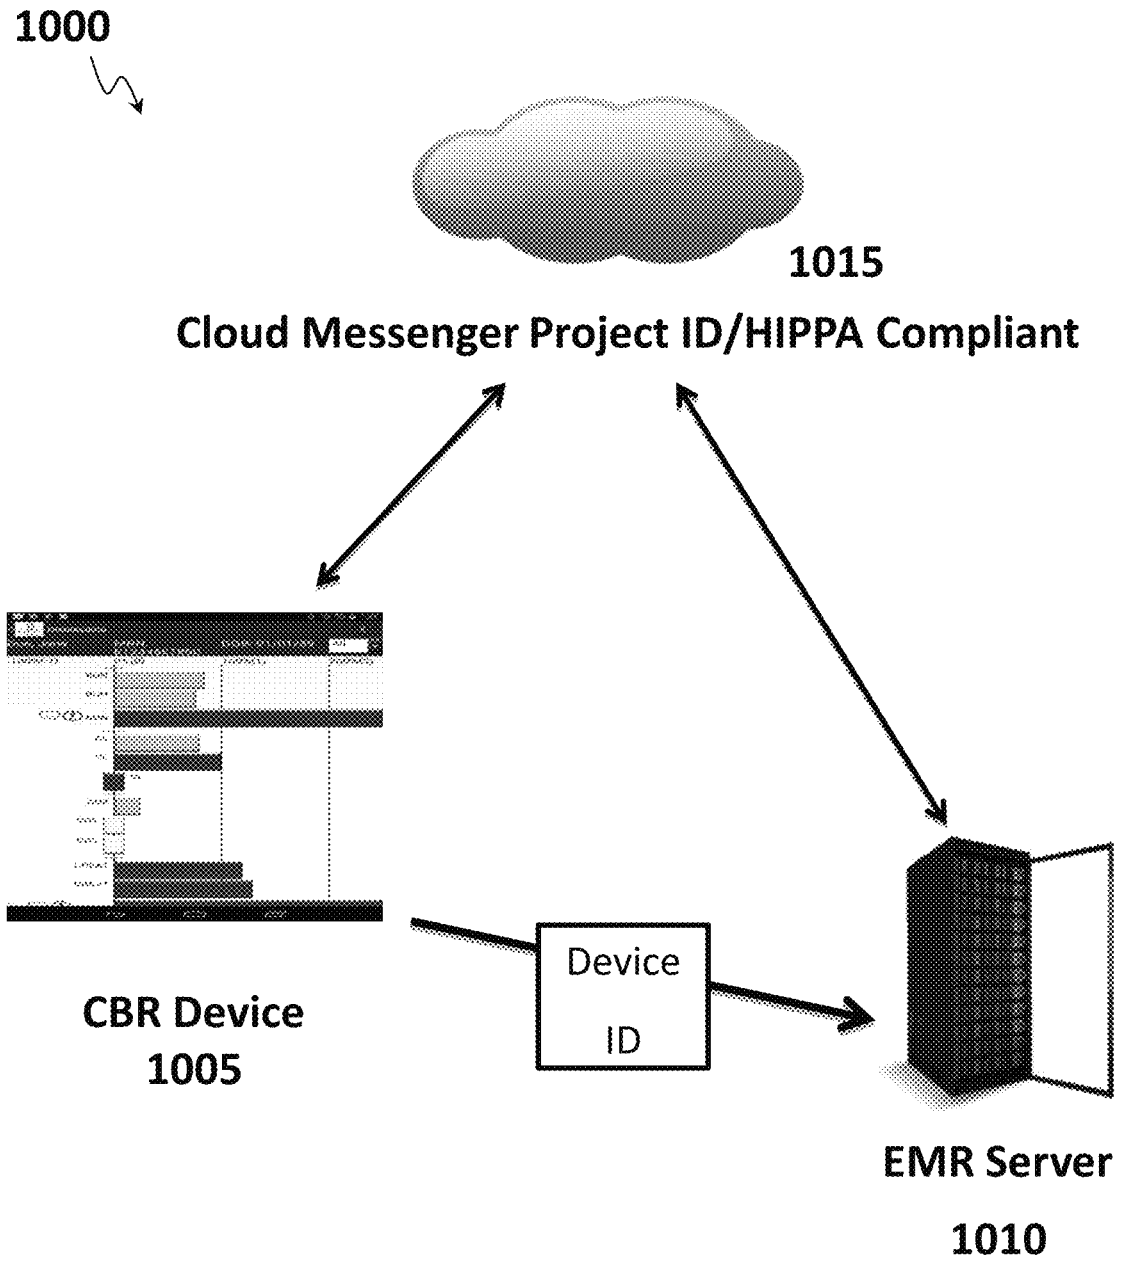 1000
1015
Cloud Messenger Project ID/HIPPA Compliant
Device
ID
CBR Device
1005
EMR Server
1010